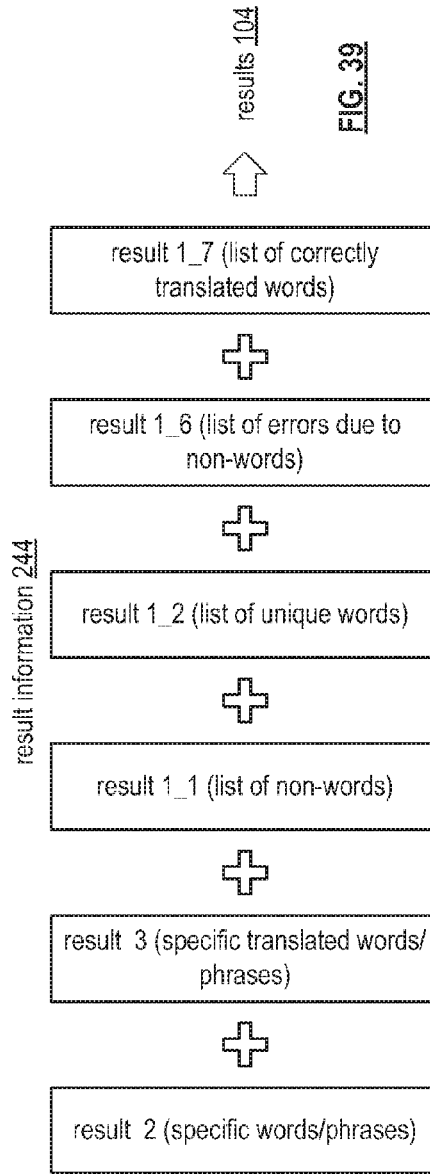 result information 244
result 2 (specific words/phrases)
result 3 (specific translated words/
phrases)
result 1_1 (list of non-words)
result 1_2 (list of unique words)
result 1_6 (list of errors due to
non-words)
result 1_7 (list of correctly
translated words)
results 104
FIG. 39